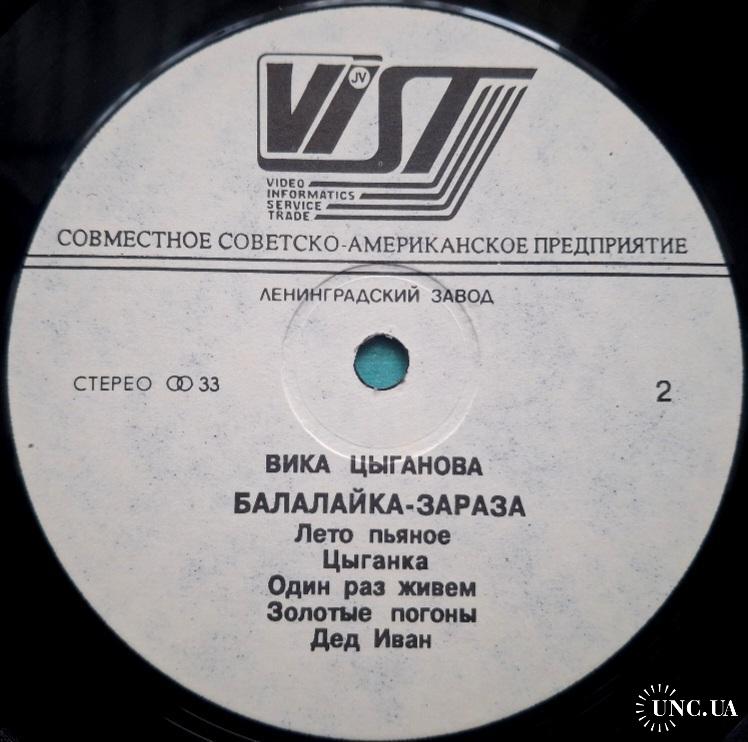 VIST
JV
VIDEO
INFORMATICS
SERVICE
TRADE
СОВМЕСТНОЕ СОВЕТСКО-АМЕРИКАНСКОЕ ПРЕДПРИЯТИЕ
ЛЕНИНГРАДСКИЙ ЗАВОД
СТЕРЕО 33
2
ВИКА ЦЫГАНОВА
БАЛАЛАЙКА-ЗАРАЗА
Лето пьяное
Цыганка
Один раз живем
Золотые погоны
Дед Иван
UNC.UA